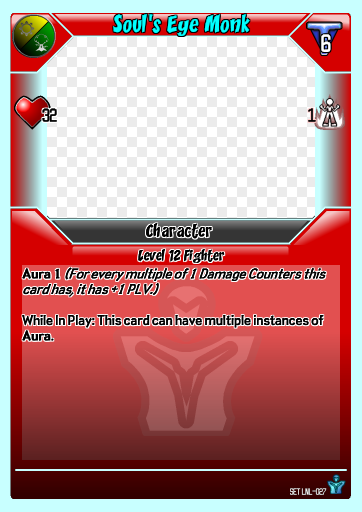 Soul's Eye Monk
6
32
1
Character
Level 12 Fighter
Aura 1 (For every multiple of 1 Damage Counters this
card has, it has +1 PLV.)
While In Play: This card can have multiple instances of
Aura.
SET LNL-027